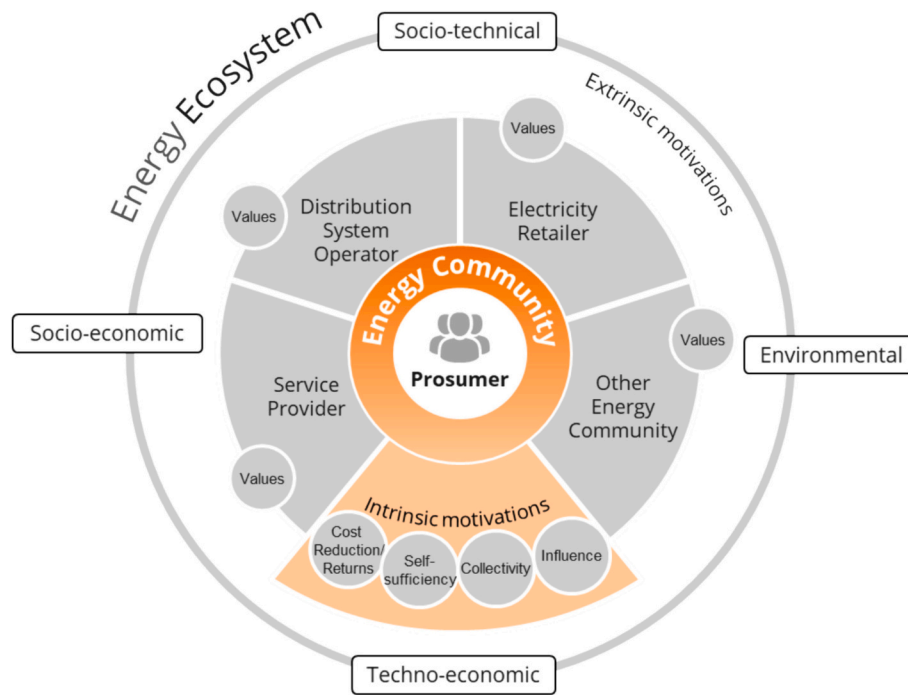 Socio-technical
Energy Ecosystem
Extrinsic motivations
Values
Values
Distribution
System
Operator
Electricity
Retailer
Energy Community
Prosumer
Socio-economic
Values
Environmental
Service
Provider
Other
Energy
Community
Values
Intrinsic motivations
Cost
Reduction/
Returns
Self-
sufficiency
Collectivity
Influence
Techno-economic